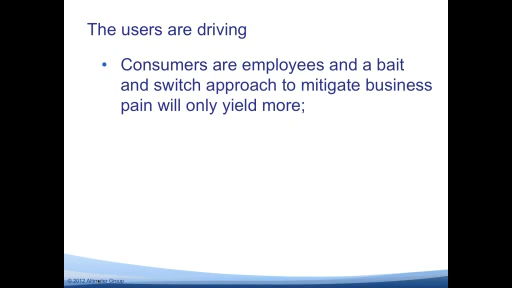 The users are driving
• Consumers are employees and a bait
and switch approach to mitigate business
pain will only yield more;
© 2012 Altimeter Group